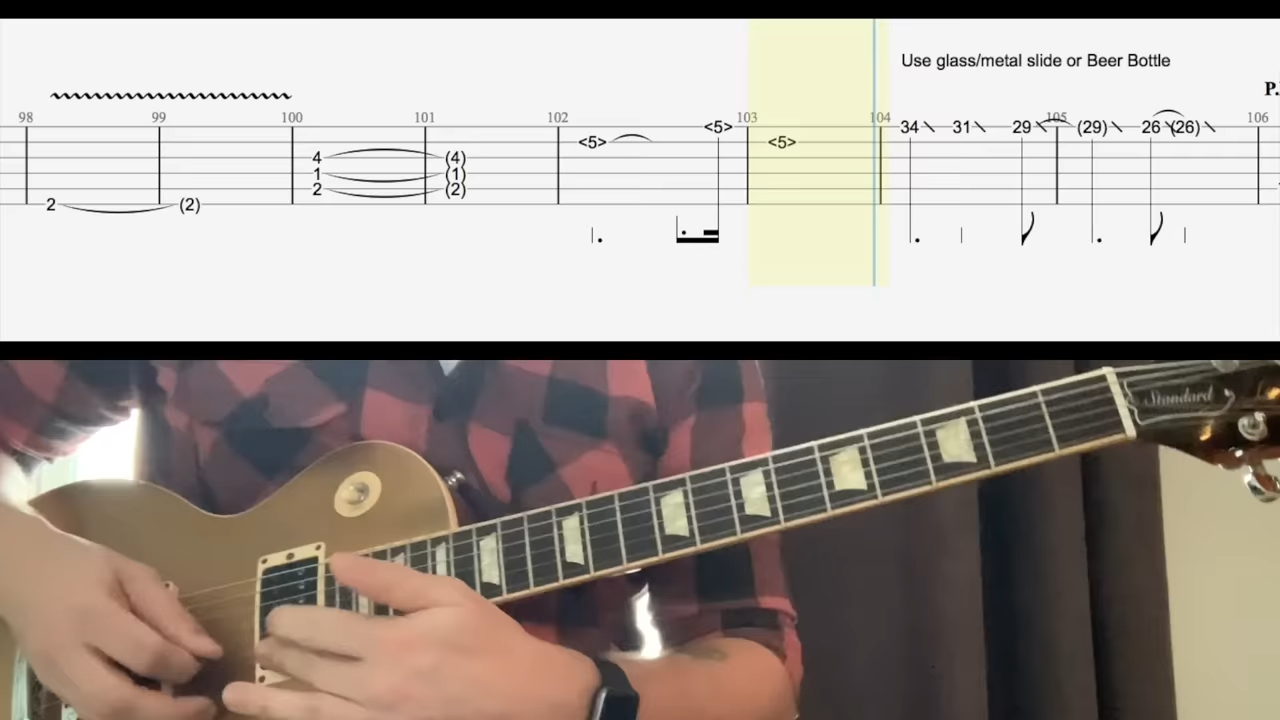 Use glass/metal slide or Beer Bottle
P.
98 99 100 101 102 103 104 105 106
<5> 34 31 29 (29) 26 (26)
<5> <5>
4 (4)
1 (1)
2 (2)
2 (2)
Standard